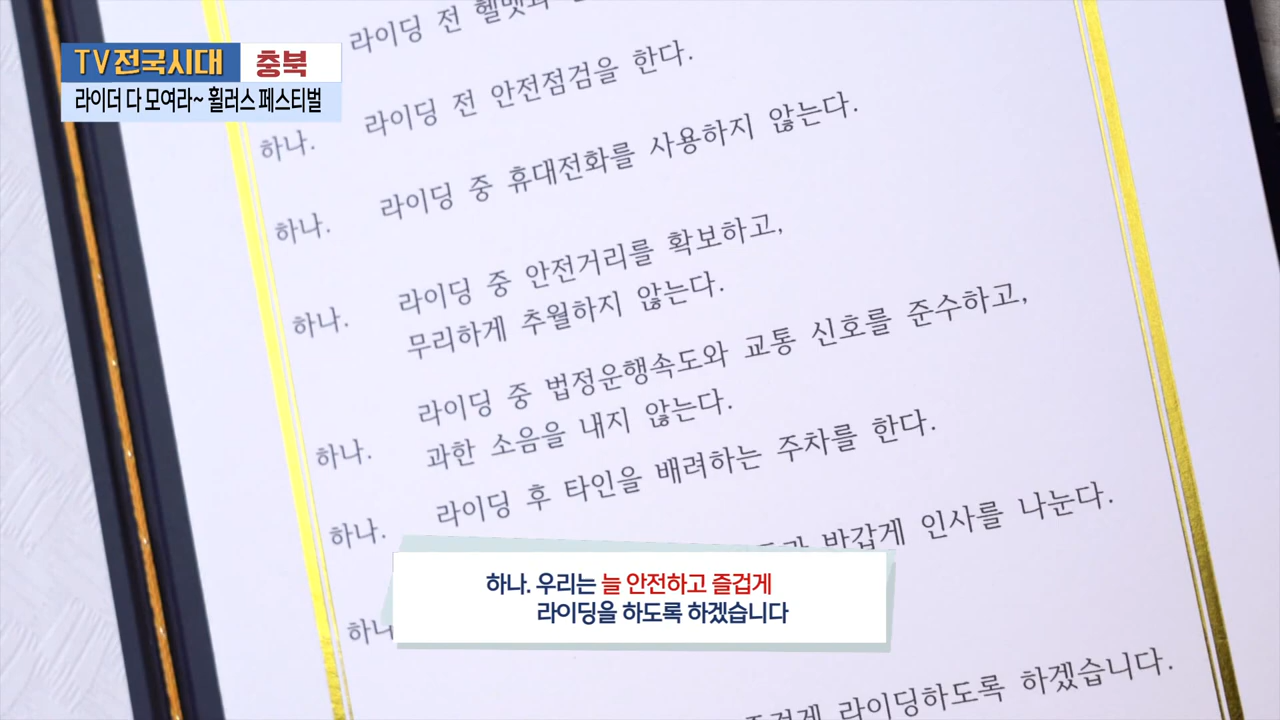 TV전국시대 충북
라이더 다 모여라~ 휠러스 페스티벌
라이딩 전 헬멧과
하나. 라이딩 전 안전점검을 한다.
하나. 라이딩 중 휴대전화를 사용하지 않는다.
하나. 라이딩 중 안전거리를 확보하고,
무리하게 추월하지 않는다.
하나. 라이딩 중 법정운행속도와 교통 신호를 준수하고,
과한 소음을 내지 않는다.
하나. 라이딩 후 타인을 배려하는 주차를 한다.
반갑게 인사를 나눈다.
하나. 우리는 늘 안전하고 즐겁게
라이딩을 하도록 하겠습니다
라이딩하도록 하겠습니다.